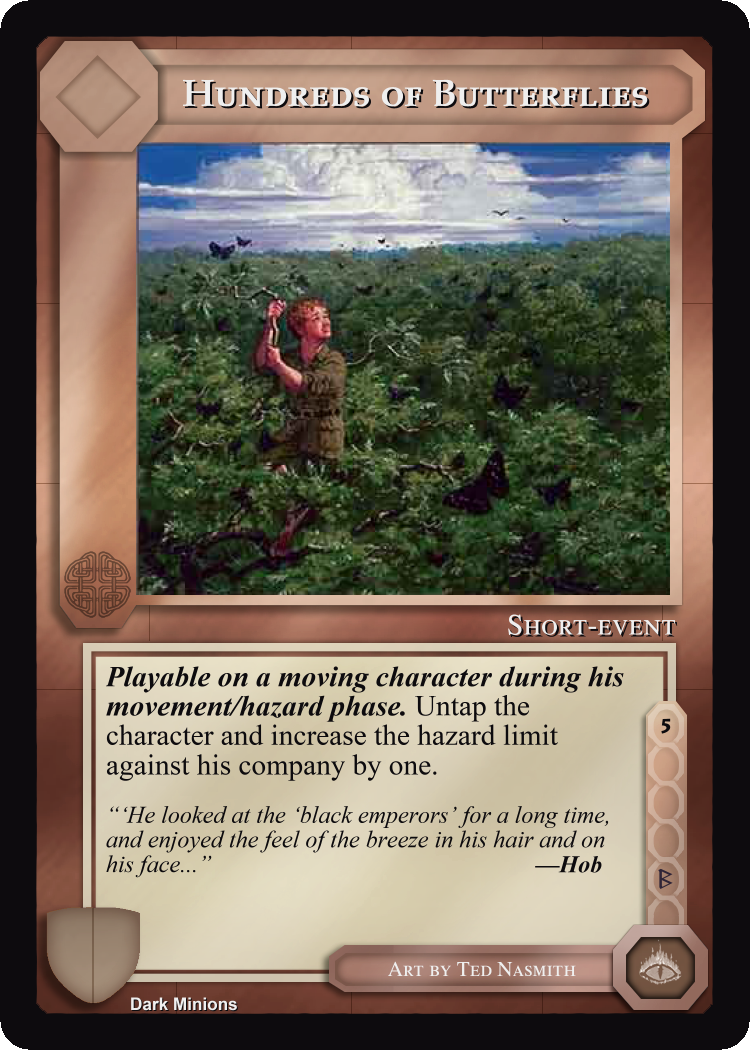 Hundreds of Butterflies
Short-event
Playable on a moving character during his
movement/hazard phase. Untap the
character and increase the hazard limit
against his company by one.
5
“‘He looked at the ‘black emperors’ for a long time,
and enjoyed the feel of the breeze in his hair and on
his face...” —Hob
ᛒ
Art by Ted Nasmith
Dark Minions